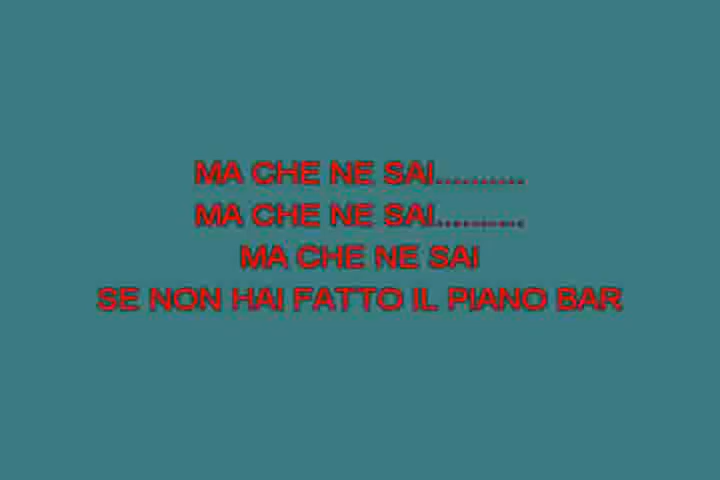 MA CHE NE SAI..........
MA CHE NE SAI..........
MA CHE NE SAI
SE NON HAI FATTO IL PIANO BAR